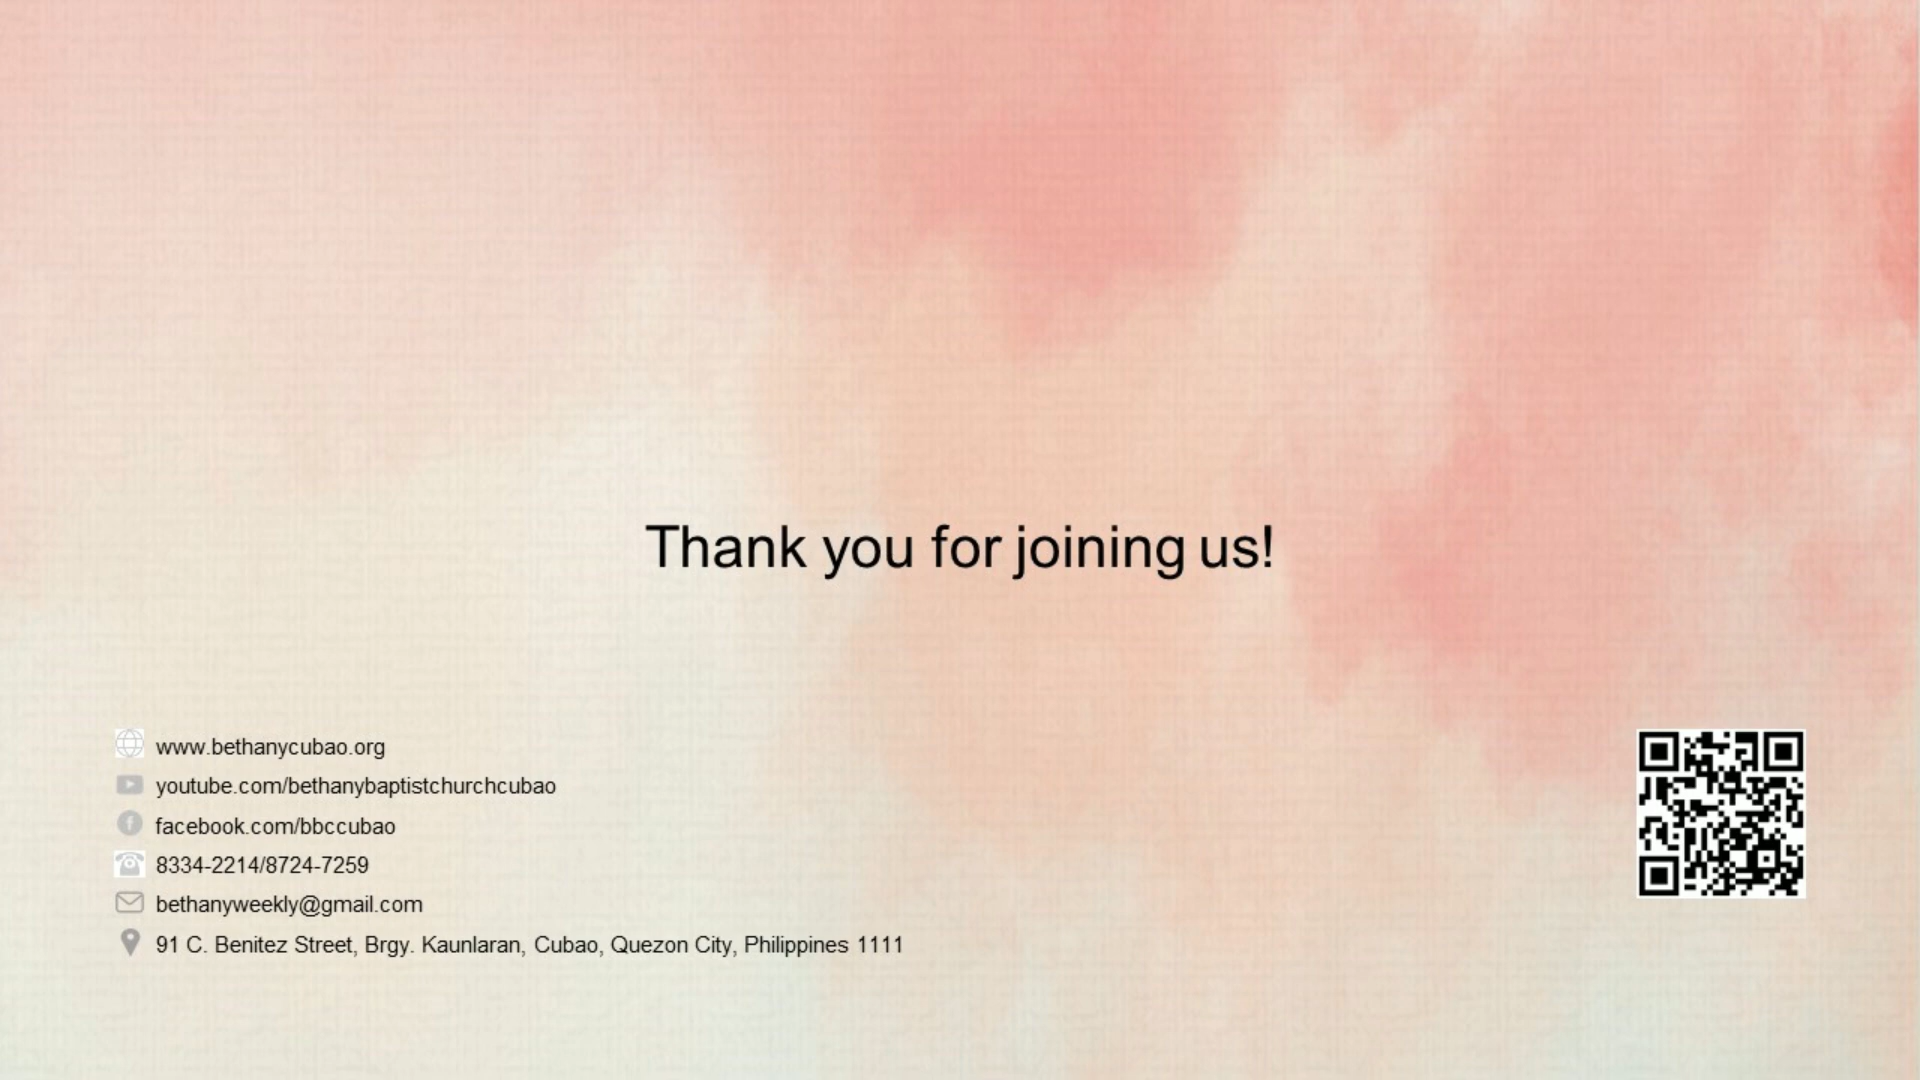 Thank you for joining us!
www.bethanycubao.org
youtube.com/bethanybaptistchurchcubao
facebook.com/bbccubao
8334-2214/8724-7259
bethanyweekly@gmail.com
91 C. Benitez Street, Brgy. Kaunlaran, Cubao, Quezon City, Philippines 1111